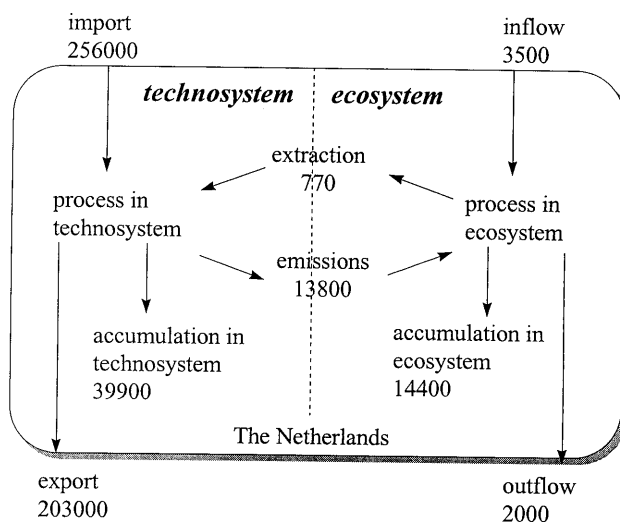 import
256000
inflow
3500
technosystem
ecosystem
extraction
770
process in
technosystem
process in
ecosystem
emissions
13800
accumulation in
technosystem
39900
accumulation in
ecosystem
14400
The Netherlands
export
203000
outflow
2000